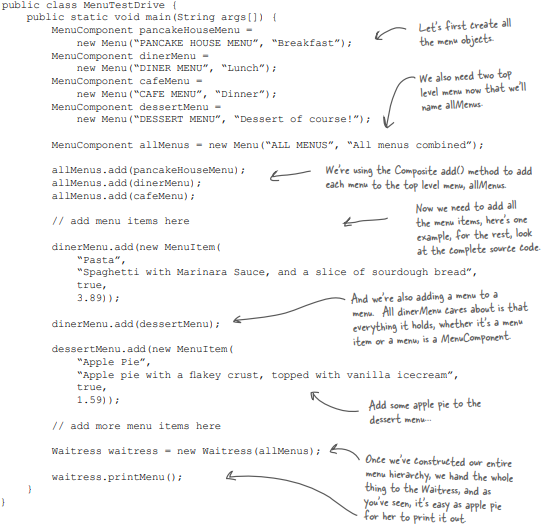 public class MenuTestDrive {
public static void main(String args[]) {
MenuComponent pancakeHouseMenu =
new Menu("PANCAKE HOUSE MENU", "Breakfast");
MenuComponent dinerMenu =
new Menu("DINER MENU", "Lunch");
MenuComponent cafeMenu =
new Menu("CAFE MENU", "Dinner");
MenuComponent dessertMenu =
new Menu("DESSERT MENU", "Dessert of course!");
MenuComponent allMenus = new Menu("ALL MENUS", "All menus combined");
allMenus.add(pancakeHouseMenu);
allMenus.add(dinerMenu);
allMenus.add(cafeMenu);
// add menu items here
dinerMenu.add(new MenuItem(
"Pasta",
"Spaghetti with Marinara Sauce, and a slice of sourdough bread",
true,
3.89));
dinerMenu.add(dessertMenu);
dessertMenu.add(new MenuItem(
"Apple Pie",
"Apple pie with a flakey crust, topped with vanilla icecream",
true,
1.59));
// add more menu items here
Waitress waitress = new Waitress(allMenus);
waitress.printMenu();
}
}
Let's first create all
the menu objects.
We also need two top
level menu now that we'll
name allMenus.
We're using the Composite add() method to add
each menu to the top level menu, allMenus.
Now we need to add all
the menu items, here's one
example, for the rest, look
at the complete source code.
And we're also adding a menu to a
menu. All dinerMenu cares about is that
everything it holds, whether it's a menu
item or a menu, is a MenuComponent.
Add some apple pie to the
dessert menu...
Once we've constructed our entire
menu hierarchy, we hand the whole
thing to the Waitress, and as
you've seen, it's easy as apple pie
for her to print it out.